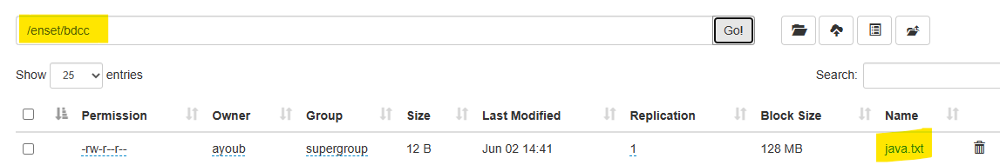 /enset/bdcc Go!
Show 25 entries Search:
Permission Owner Group Size Last Modified Replication Block Size Name
-rw-r--r-- ayoub supergroup 12 B Jun 02 14:41 1 128 MB java.txt